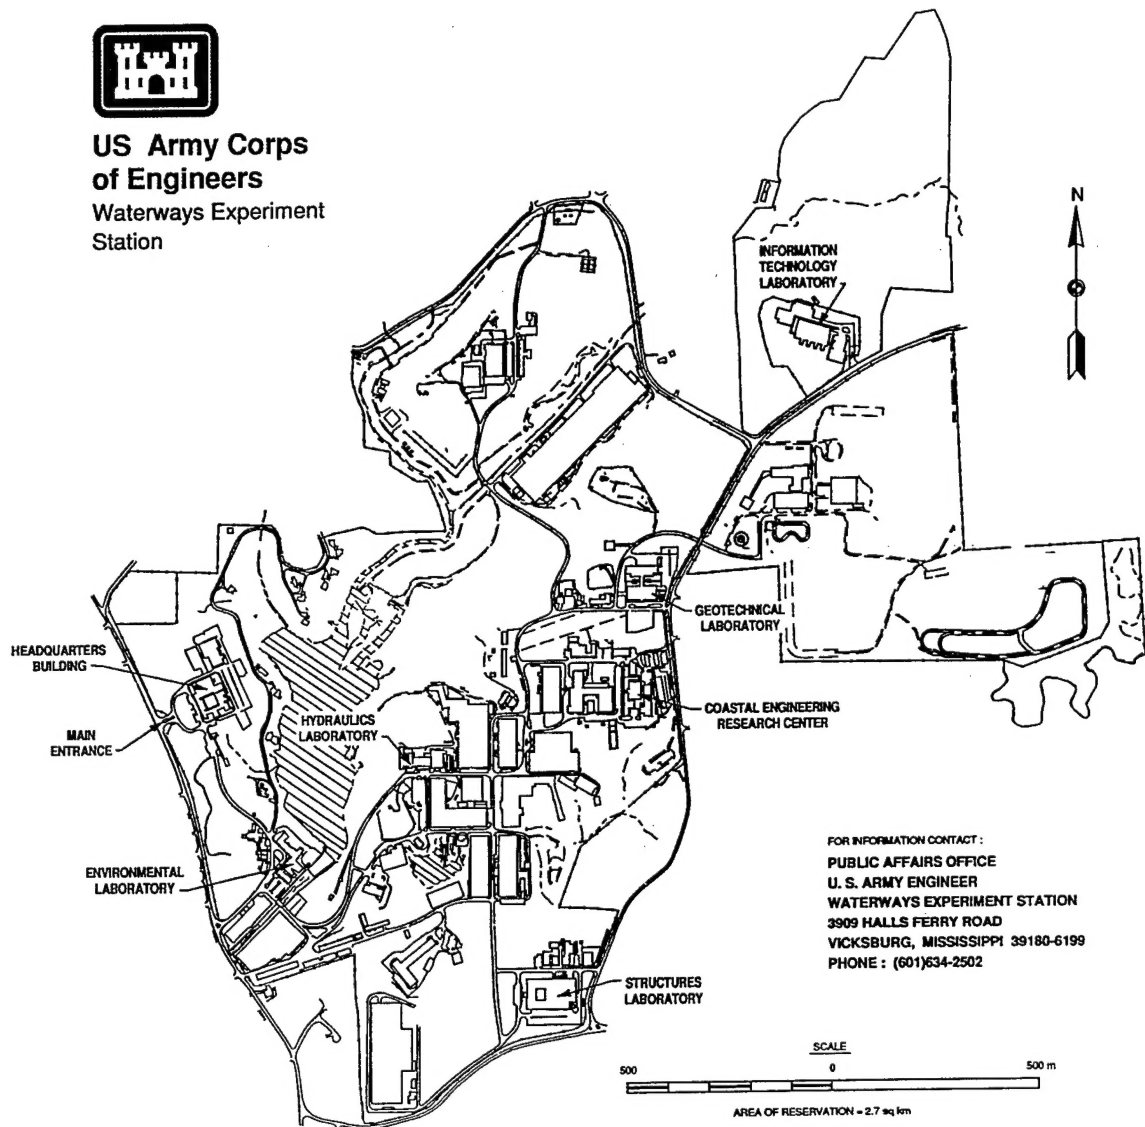 US Army Corps
of Engineers
Waterways Experiment
Station
N
INFORMATION
TECHNOLOGY
LABORATORY
GEOTECHNICAL
LABORATORY
HEADQUARTERS
BUILDING
MAIN
ENTRANCE
HYDRAULICS
LABORATORY
COASTAL ENGINEERING
RESEARCH CENTER
ENVIRONMENTAL
LABORATORY
FOR INFORMATION CONTACT :
PUBLIC AFFAIRS OFFICE
U. S. ARMY ENGINEER
WATERWAYS EXPERIMENT STATION
3909 HALLS FERRY ROAD
VICKSBURG, MISSISSIPPI 39180-6199
PHONE : (601)634-2502
STRUCTURES
LABORATORY
SCALE
500 0 500 m
AREA OF RESERVATION = 2.7 sq km